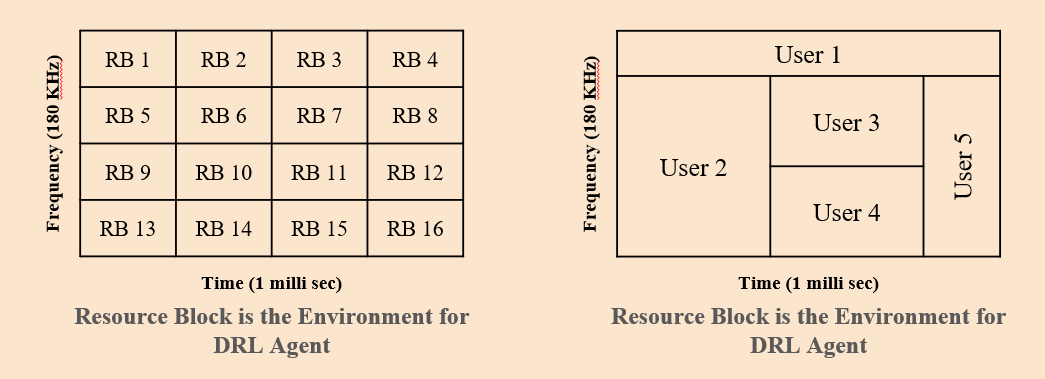 Frequency (180 KHz)
RB 1 RB 2 RB 3 RB 4
RB 5 RB 6 RB 7 RB 8
RB 9 RB 10 RB 11 RB 12
RB 13 RB 14 RB 15 RB 16
Time (1 milli sec)
Resource Block is the Environment for
DRL Agent
Frequency (180 KHz)
User 1
User 2
User 3
User 4
User 5
Time (1 milli sec)
Resource Block is the Environment for
DRL Agent